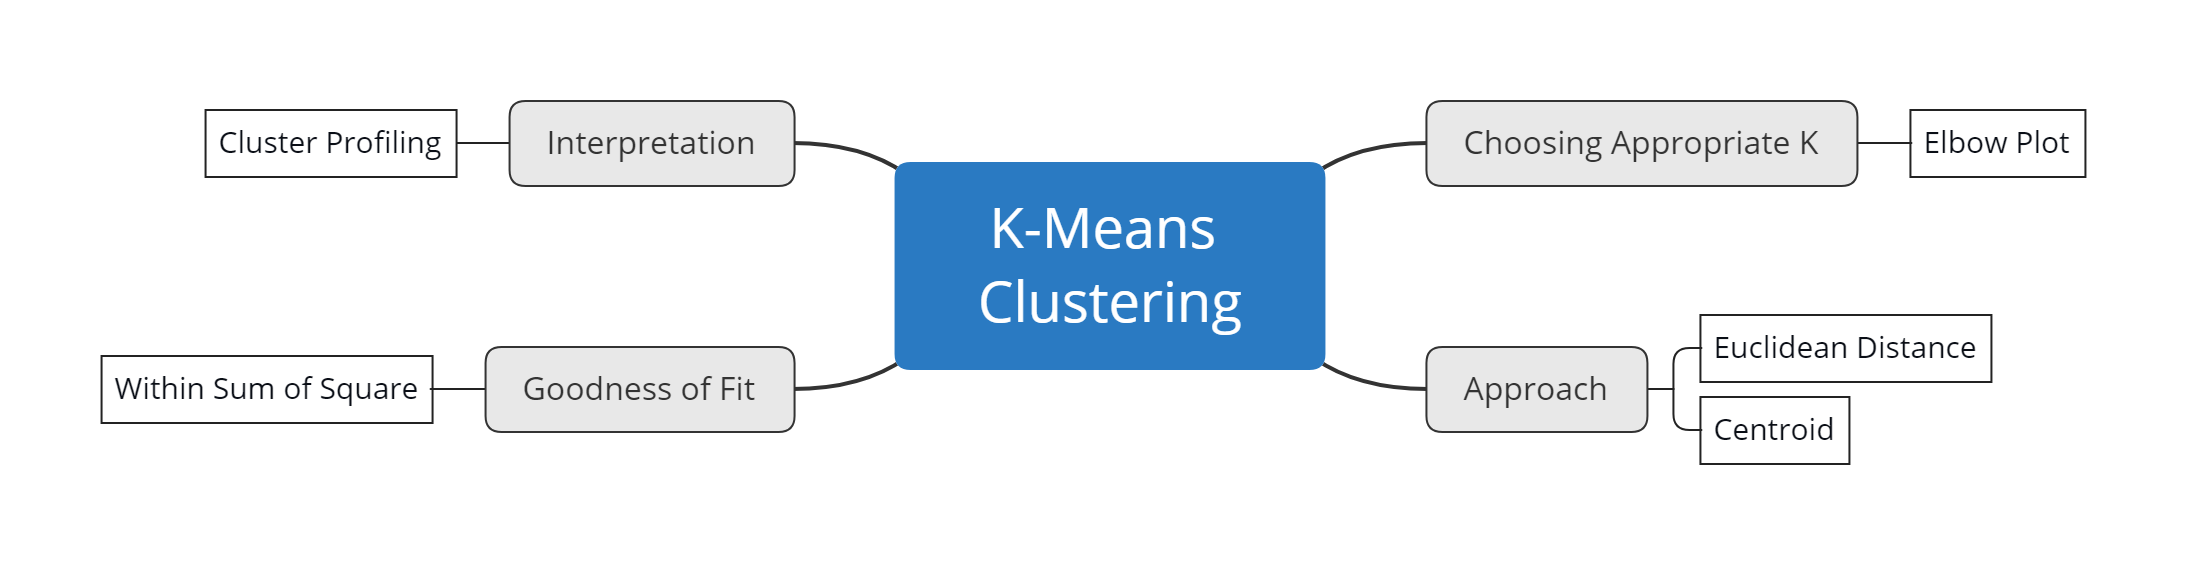 Cluster Profiling
Interpretation
Choosing Appropriate K
Elbow Plot
K-Means
Clustering
Within Sum of Square
Goodness of Fit
Approach
Euclidean Distance
Centroid